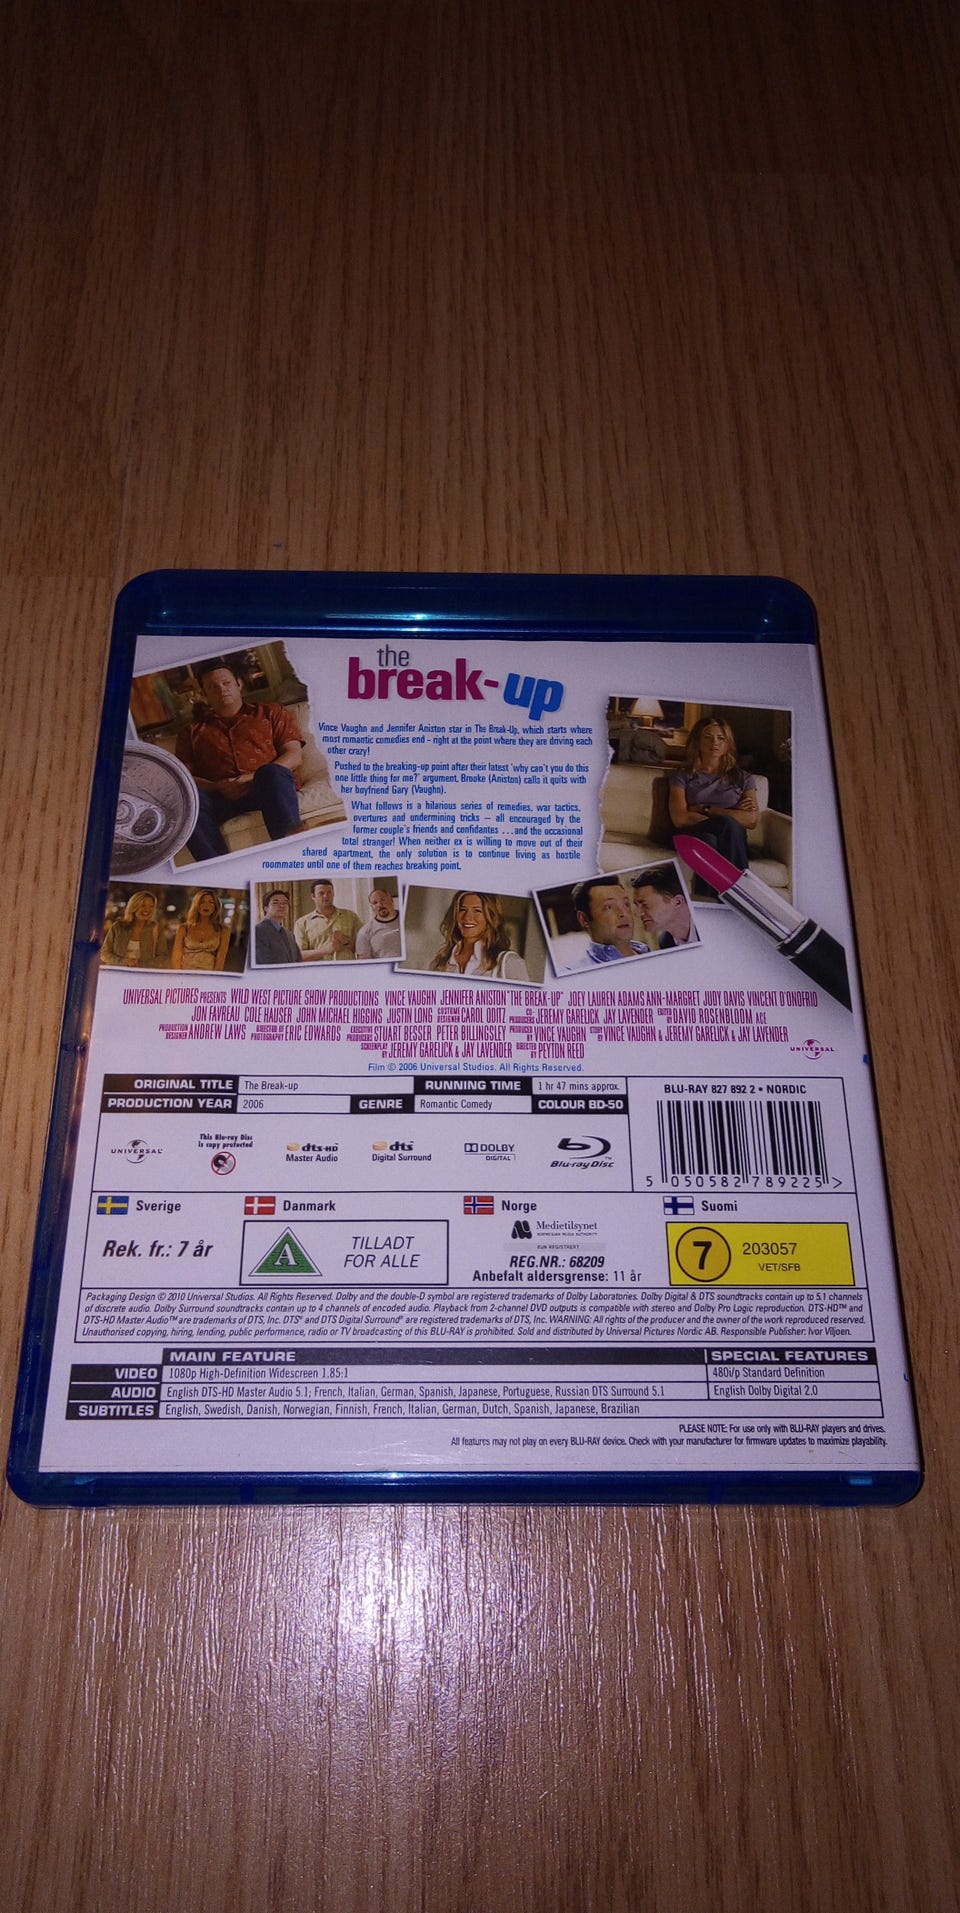 the
break-up
Vince Vaughn and Jennifer Aniston star in The Break-Up, which starts where
most romantic comedies end - right at the point where they are driving each
other crazy!
Pushed to the breaking-up point after their latest 'why can't you do this
one little thing for me?' argument, Brooke (Aniston) calls it quits with
her boyfriend Gary (Vaughn).
What follows is a hilarious series of remedies, war tactics,
overtures and undermining tricks – all encouraged by the
former couple's friends and confidantes ...and the occasional
total stranger! When neither ex is willing to move out of their
shared apartment, the only solution is to continue living as hostile
roommates until one of them reaches breaking point.
UNIVERSAL PICTURES PRESENTS WILD WEST PICTURE SHOW PRODUCTIONS VINCE VAUGHN JENNIFER ANISTON "THE BREAK-UP" JOEY LAUREN ADAMS ANN-MARGRET JUDY DAVIS VINCENT D'ONOFRIO
JON FAVREAU COLE HAUSER JOHN MICHAEL HIGGINS JUSTIN LONG COSTUME DESIGNER CAROL ODITZ CO-PRODUCERS JEREMY GARELICK JAY LAVENDER EDITED BY DAVID ROSENBLOOM ACE
PRODUCTION DESIGNER ANDREW LAWS DIRECTOR OF PHOTOGRAPHY ERIC EDWARDS EXECUTIVE PRODUCERS STUART BESSER PETER BILLINGSLEY PRODUCED BY VINCE VAUGHN STORY BY VINCE VAUGHN & JEREMY GARELICK & JAY LAVENDER
SCREENPLAY BY JEREMY GARELICK & JAY LAVENDER DIRECTED BY PEYTON REED
UNIVERSAL
Film © 2006 Universal Studios. All Rights Reserved.
ORIGINAL TITLE The Break-up RUNNING TIME 1 hr 47 mins approx.
PRODUCTION YEAR 2006 GENRE Romantic Comedy COLOUR BD-50
BLU-RAY 827 892 2 • NORDIC
UNIVERSAL
This Blu-ray Disc
is copy protected
dts-HD
Master Audio
dts
Digital Surround
DOLBY
DIGITAL
Blu-ray Disc
5 050582 789225 >
Sverige
Danmark
Norge
Suomi
Rek. fr.: 7 år
A
TILLADT
FOR ALLE
Medietilsynet
NORWEGIAN MEDIA AUTHORITY
KUN REGISTRERT
REG.NR.: 68209
Anbefalt aldersgrense: 11 år
7
203057
VET/SFB
Packaging Design © 2010 Universal Studios. All Rights Reserved. Dolby and the double-D symbol are registered trademarks of Dolby Laboratories. Dolby Digital & DTS soundtracks contain up to 5.1 channels
of discrete audio. Dolby Surround soundtracks contain up to 4 channels of encoded audio. Playback from 2-channel DVD outputs is compatible with stereo and Dolby Pro Logic reproduction. DTS-HD™ and
DTS-HD Master Audio™ are trademarks of DTS, Inc. DTS® and DTS Digital Surround® are registered trademarks of DTS, Inc. WARNING: All rights of the producer and the owner of the work reproduced reserved.
Unauthorised copying, hiring, lending, public performance, radio or TV broadcasting of this BLU-RAY is prohibited. Sold and distributed by Universal Pictures Nordic AB. Responsible Publisher: Ivor Viljoen.
MAIN FEATURE SPECIAL FEATURES
VIDEO 1080p High-Definition Widescreen 1.85:1 480i/p Standard Definition
AUDIO English DTS-HD Master Audio 5.1; French, Italian, German, Spanish, Japanese, Portuguese, Russian DTS Surround 5.1 English Dolby Digital 2.0
SUBTITLES English, Swedish, Danish, Norwegian, Finnish, French, Italian, German, Dutch, Spanish, Japanese, Brazilian
PLEASE NOTE: For use only with BLU-RAY players and drives.
All features may not play on every BLU-RAY device. Check with your manufacturer for firmware updates to maximize playability.